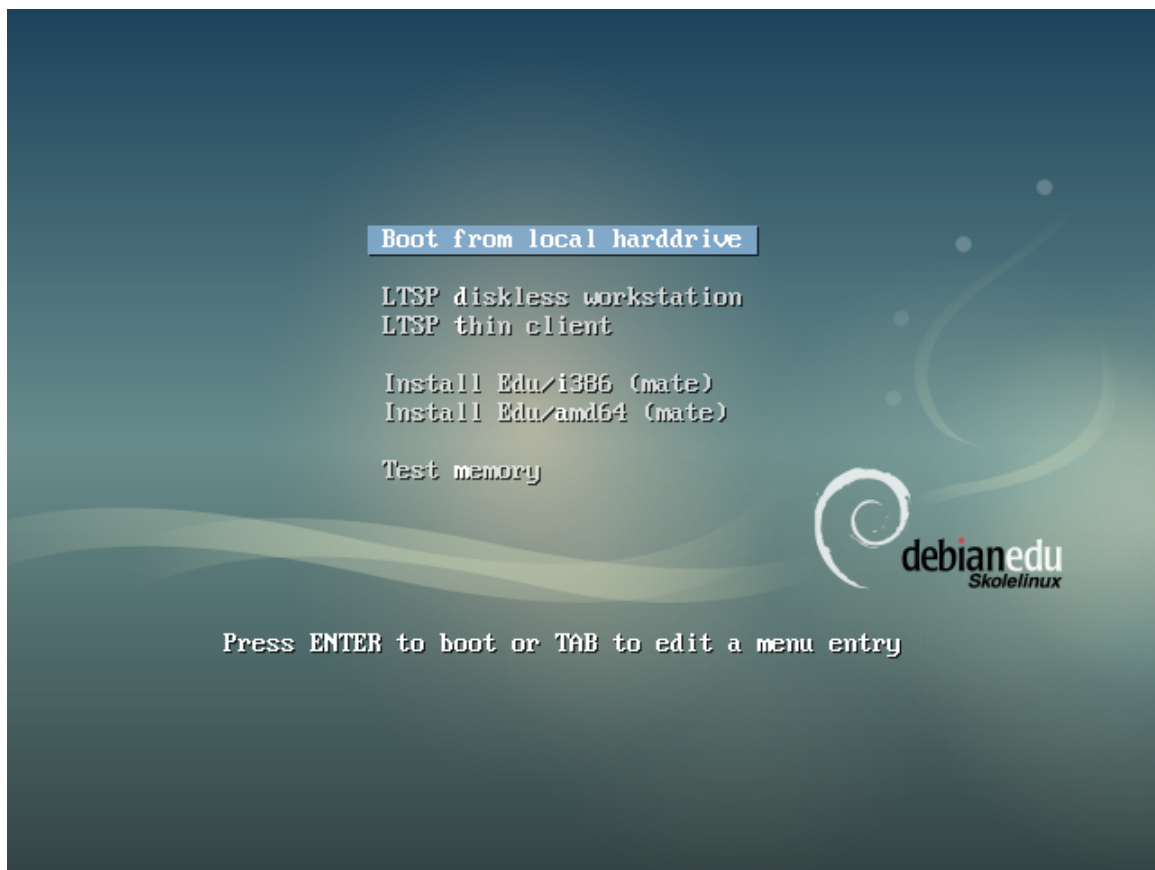 Boot from local harddrive
LTSP diskless workstation
LTSP thin client
Install Edu/i386 (mate)
Install Edu/amd64 (mate)
Test memory
debianedu
Skolelinux
Press ENTER to boot or TAB to edit a menu entry